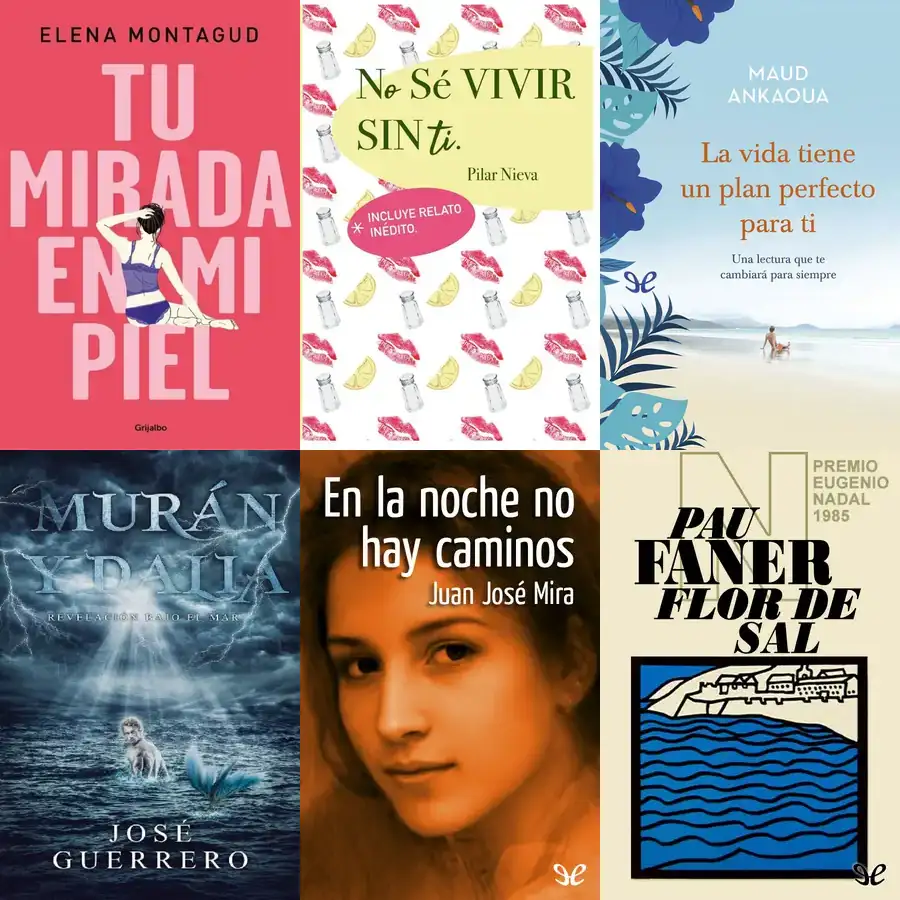 ELENA MONTAGUD
TU
MIRADA
EN MI
PIEL
Grijalbo
No Sé VIVIR
SIN ti.
Pilar Nieva
* INCLUYE RELATO
INÉDITO.
MAUD
ANKAOUA
La vida tiene
un plan perfecto
para ti
Una lectura que te
cambiará para siempre
MURÁN
Y DALIA
REVELACIÓN BAJO EL MAR
JOSÉ
GUERRERO
En la noche no
hay caminos
Juan José Mira
N
PREMIO
EUGENIO
NADAL
1985
PAU
FANER
FLOR DE
SAL